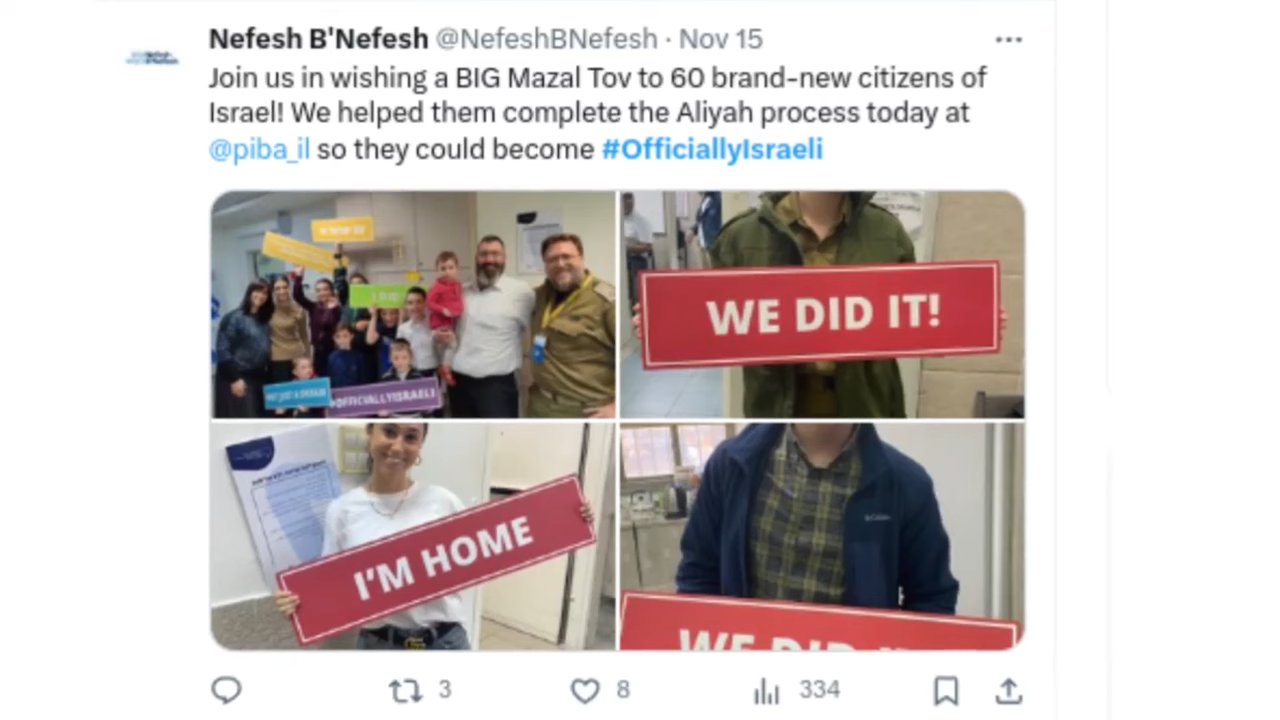 Nefesh B'Nefesh @NefeshBNefesh · Nov 15
Join us in wishing a BIG Mazal Tov to 60 brand-new citizens of
Israel! We helped them complete the Aliyah process today at
@piba_il so they could become #OfficiallyIsraeli
WE DID IT!
#OFFICIALLYISRAELI
I'M HOME
WE DID
3
8
334